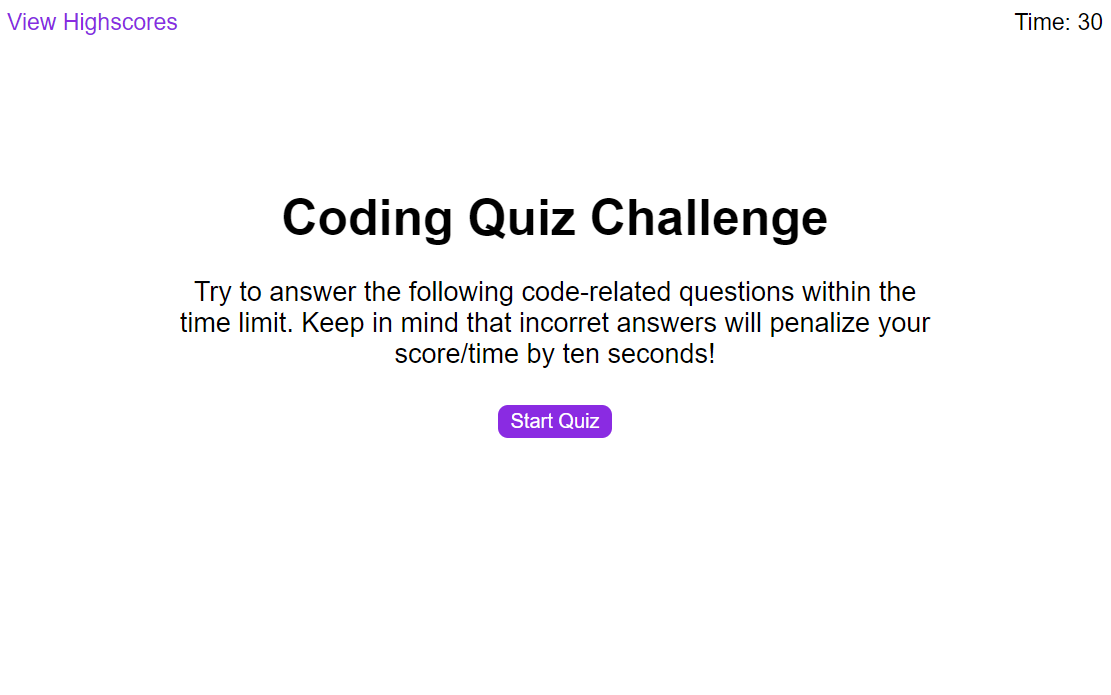 View Highscores
Time: 30
Coding Quiz Challenge
Try to answer the following code-related questions within the
time limit. Keep in mind that incorret answers will penalize your
score/time by ten seconds!
Start Quiz